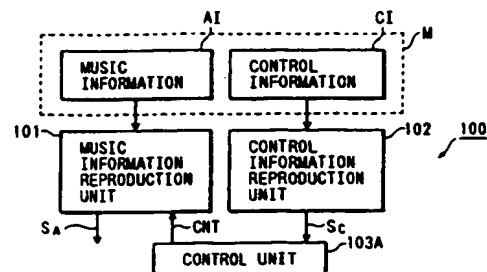 AI
CI
M
MUSIC
INFORMATION
CONTROL
INFORMATION
101
MUSIC
INFORMATION
REPRODUCTION
UNIT
CONTROL
INFORMATION
REPRODUCTION
UNIT
102
100
SA
CNT
SC
CONTROL UNIT
103A